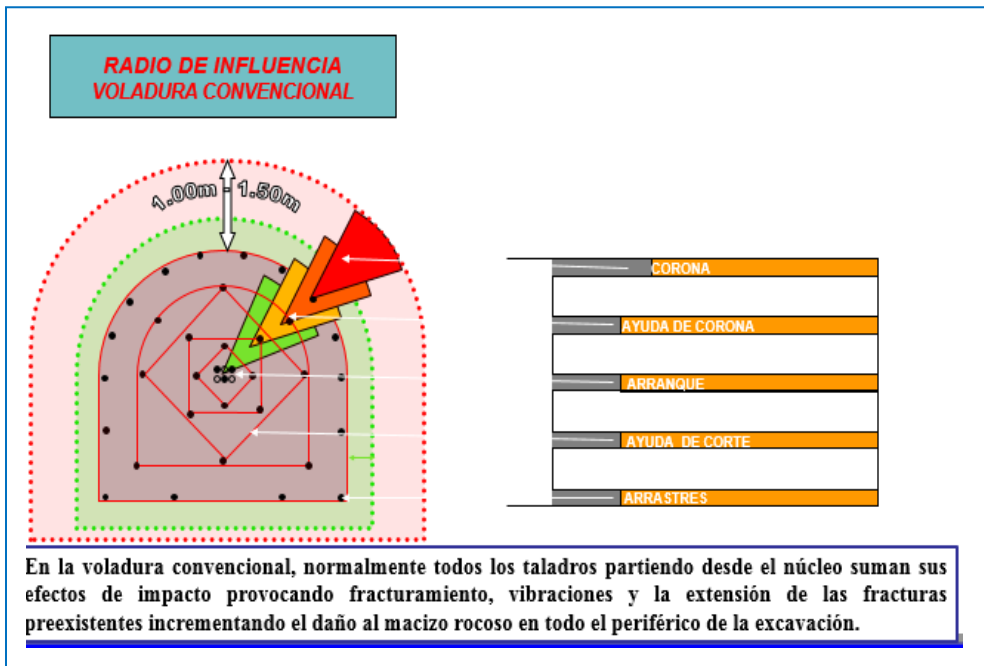 RADIO DE INFLUENCIA
VOLADURA CONVENCIONAL
1.00m - 1.50m
CORONA
AYUDA DE CORONA
ARRANQUE
AYUDA DE CORTE
ARRASTRES
En la voladura convencional, normalmente todos los taladros partiendo desde el núcleo suman sus
efectos de impacto provocando fracturamiento, vibraciones y la extensión de las fracturas
preexistentes incrementando el daño al macizo rocoso en todo el periférico de la excavación.